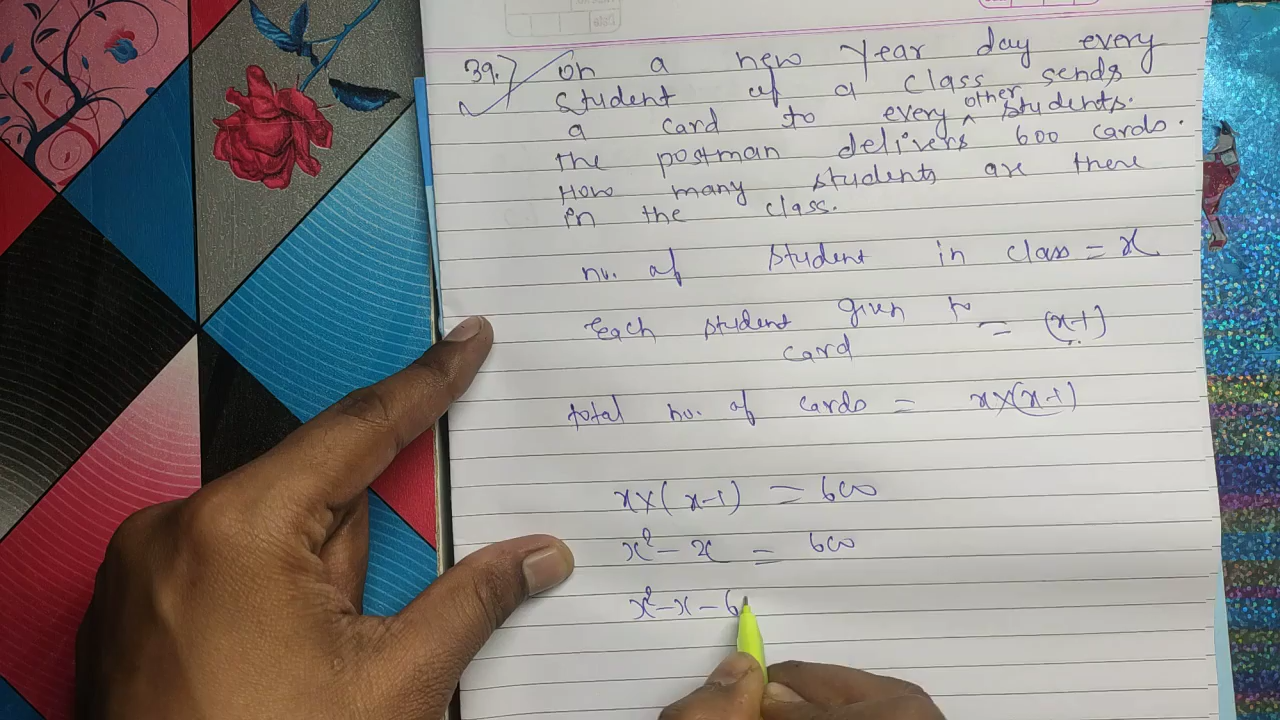 39.) On a new Year day every
student of a class sends
a card to every other students.
the postman delivers 600 cards.
How many students are there
in the class.
nu. of student in class = x
Each student given to = (x-1)
card
total nu. of cards = x×(x-1)
x×(x-1) = 600
x² - x = 600
x² - x - 6